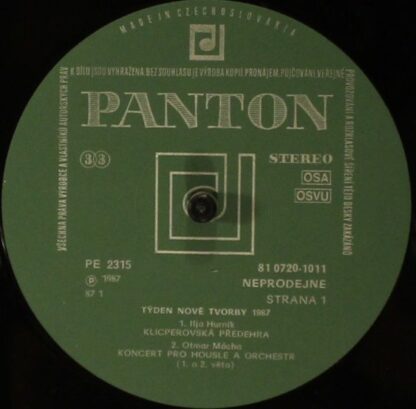 MADE IN CZECHOSLOVAKIA
K DÍLU JSOU VYHRAŽENA. BEZ SOUHLASU JE VÝROBA KOPIÍ, PRONÁJEM, PŮJČOVÁNÍ, VEŘEJNÉ
PROVOZOVÁNÍ A ROZHLASOVÉ ŠÍŘENÍ TÉTO DESKY ZAKÁZÁNO
VŠECHNA PRÁVA VÝROBCE A VLASTNÍKŮ AUTORSKÝCH PRÁV
PANTON
33
STEREO
OSA
OSVU
PE 2315
81 0720-1011
℗ 1987
NEPRODEJNÉ
87 1
STRANA 1
TÝDEN NOVÉ TVORBY 1987
1. Ilja Hurník
KLICPEROVSKÁ PŘEDEHRA
2. Otmar Mácha
KONCERT PRO HOUSLE A ORCHESTR
(1. a 2. věta)